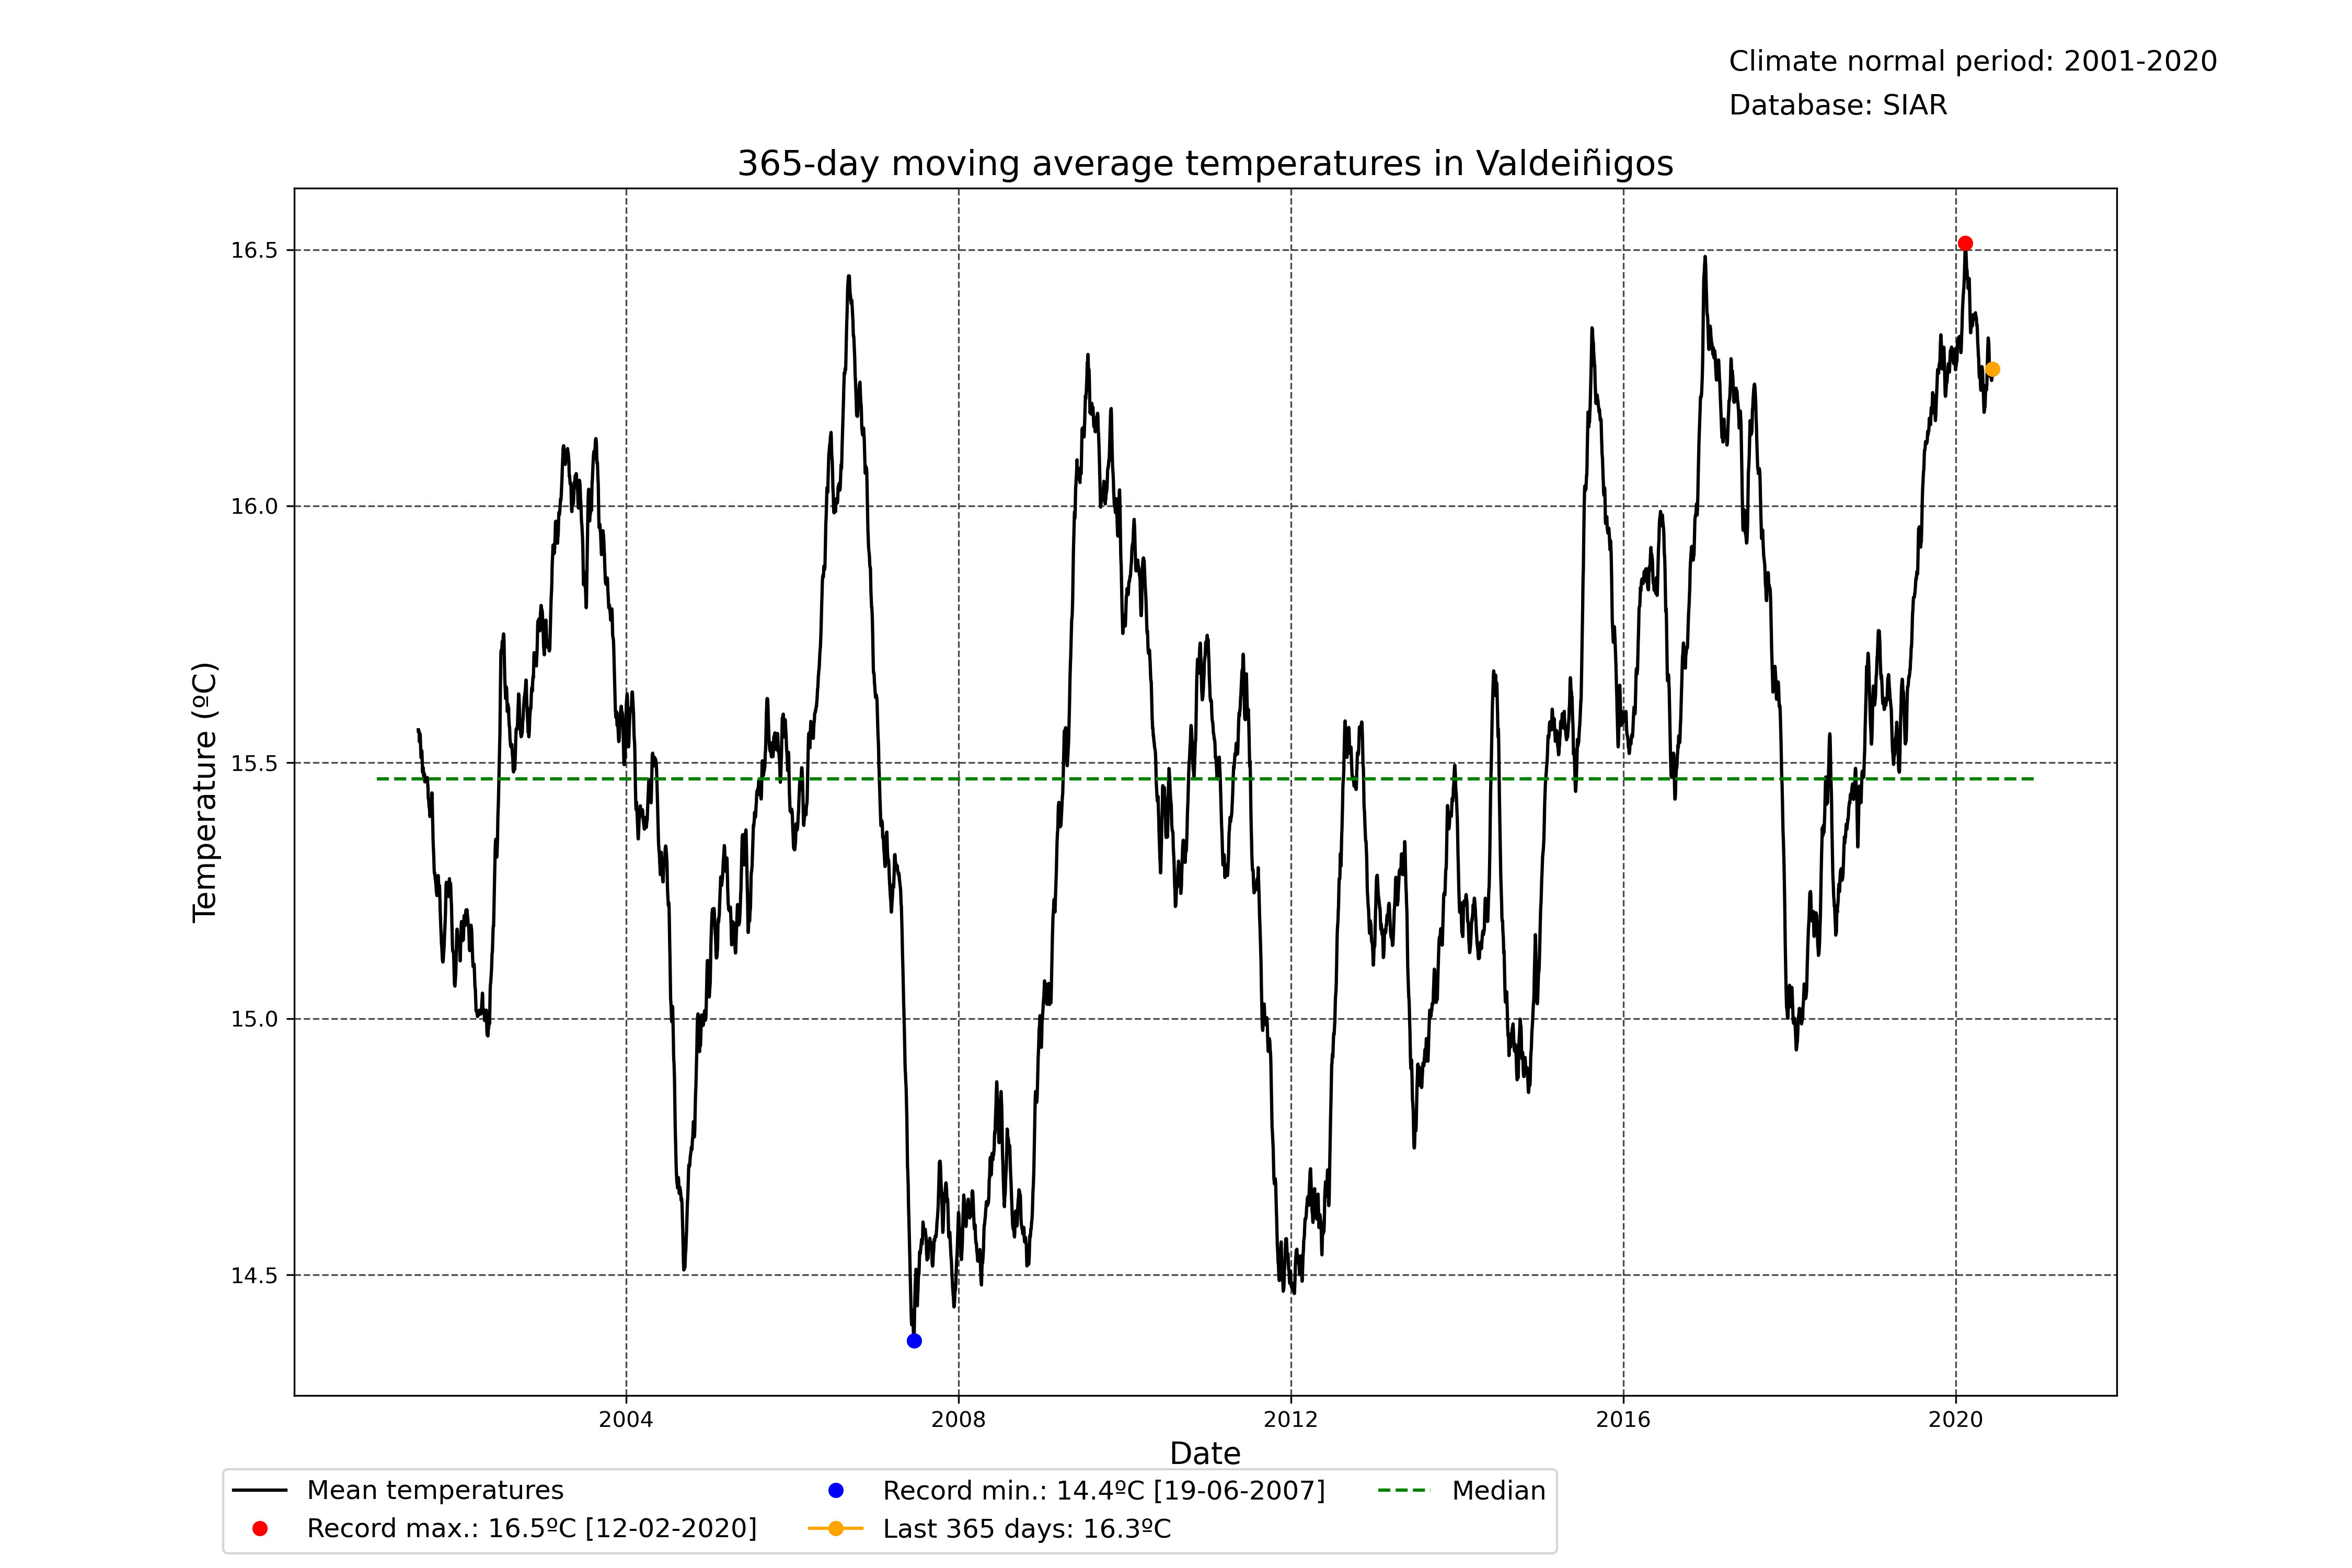 Climate normal period: 2001-2020
Database: SIAR
365-day moving average temperatures in Valdeiñigos
16.5
16.0
15.5
15.0
14.5
Temperature (ºC)
2004 2008 2012 2016 2020
Date
Mean temperatures
Record max.: 16.5ºC [12-02-2020]
Record min.: 14.4ºC [19-06-2007]
Last 365 days: 16.3ºC
Median